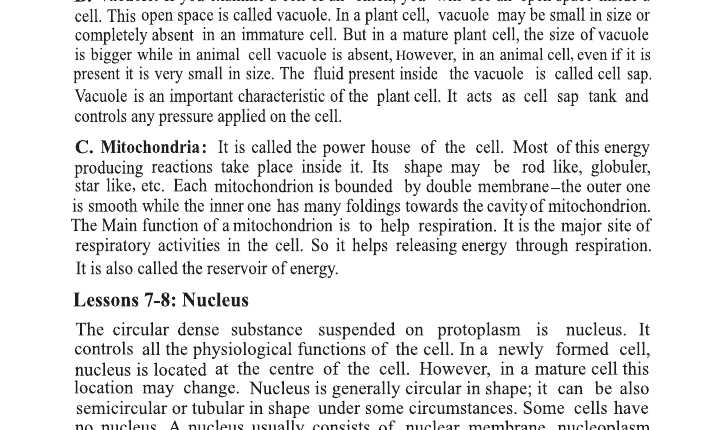 cell. This open space is called vacuole. In a plant cell, vacuole may be small in size or
completely absent in an immature cell. But in a mature plant cell, the size of vacuole
is bigger while in animal cell vacuole is absent, However, in an animal cell, even if it is
present it is very small in size. The fluid present inside the vacuole is called cell sap.
Vacuole is an important characteristic of the plant cell. It acts as cell sap tank and
controls any pressure applied on the cell.
C. Mitochondria: It is called the power house of the cell. Most of this energy
producing reactions take place inside it. Its shape may be rod like, globuler,
star like, etc. Each mitochondrion is bounded by double membrane–the outer one
is smooth while the inner one has many foldings towards the cavity of mitochondrion.
The Main function of a mitochondrion is to help respiration. It is the major site of
respiratory activities in the cell. So it helps releasing energy through respiration.
It is also called the reservoir of energy.
Lessons 7-8: Nucleus
The circular dense substance suspended on protoplasm is nucleus. It
controls all the physiological functions of the cell. In a newly formed cell,
nucleus is located at the centre of the cell. However, in a mature cell this
location may change. Nucleus is generally circular in shape; it can be also
semicircular or tubular in shape under some circumstances. Some cells have
no nucleus. A nucleus usually consists of nuclear membrane, nucleoplasm